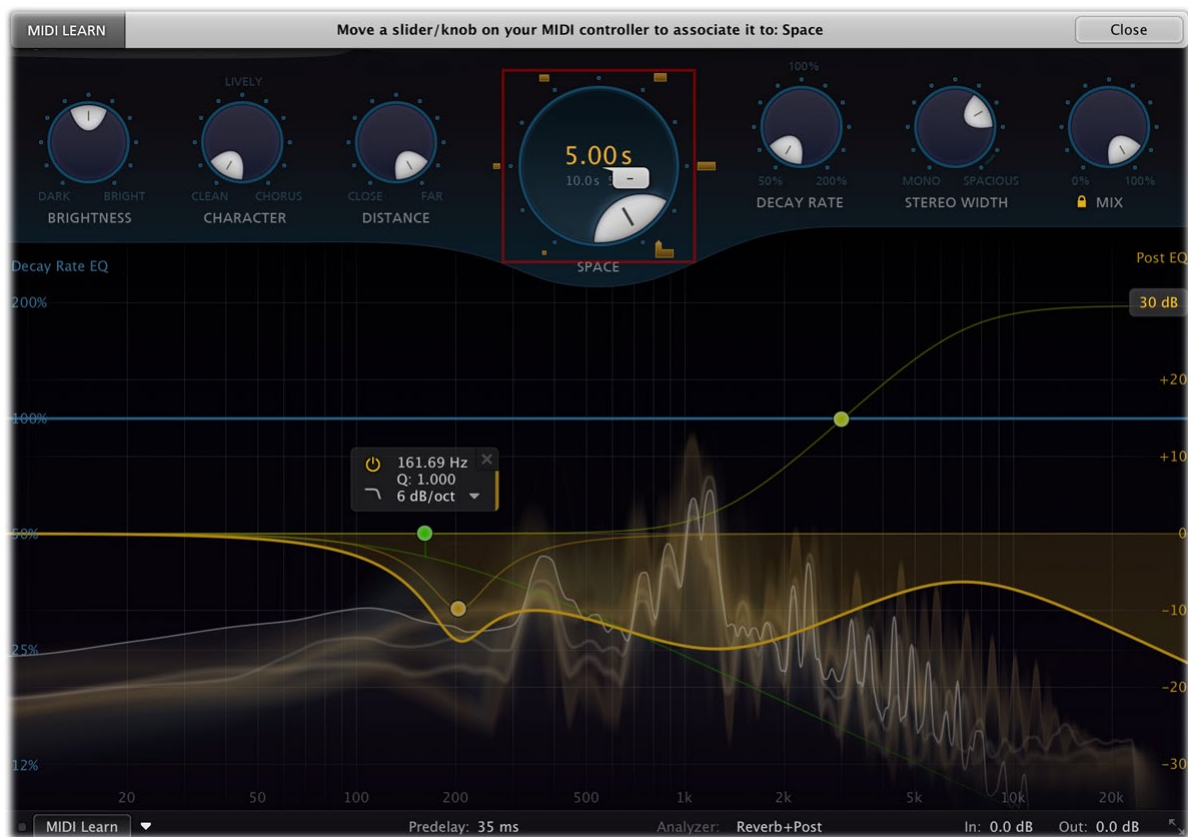 MIDI LEARN
Move a slider/knob on your MIDI controller to associate it to: Space
Close
LIVELY
100%
5.00s
10.0s
–
DARK BRIGHT
CLEAN CHORUS
CLOSE FAR
50% 200%
MONO SPACIOUS
0% 100%
BRIGHTNESS
CHARACTER
DISTANCE
SPACE
DECAY RATE
STEREO WIDTH
MIX
Decay Rate EQ
Post EQ
200%
30 dB
+20
100%
+10
161.69 Hz
Q: 1.000
6 dB/oct
50%
0
-10
25%
-20
12%
-30
20 50 100 200 500 1k 2k 5k 10k 20k
MIDI Learn
Predelay: 35 ms
Analyzer: Reverb+Post
In: 0.0 dB
Out: 0.0 dB